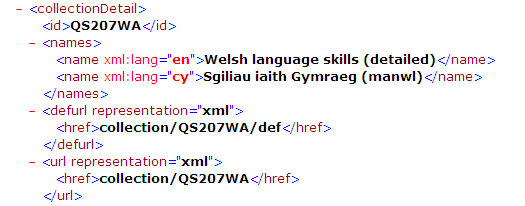 - <collectionDetail>
<id>QS207WA</id>
- <names>
<name xml:lang="en">Welsh language skills (detailed)</name>
<name xml:lang="cy">Sgiliau iaith Gymraeg (manwl)</name>
</names>
- <defurl representation="xml">
<href>collection/QS207WA/def</href>
</defurl>
- <url representation="xml">
<href>collection/QS207WA</href>
</url>